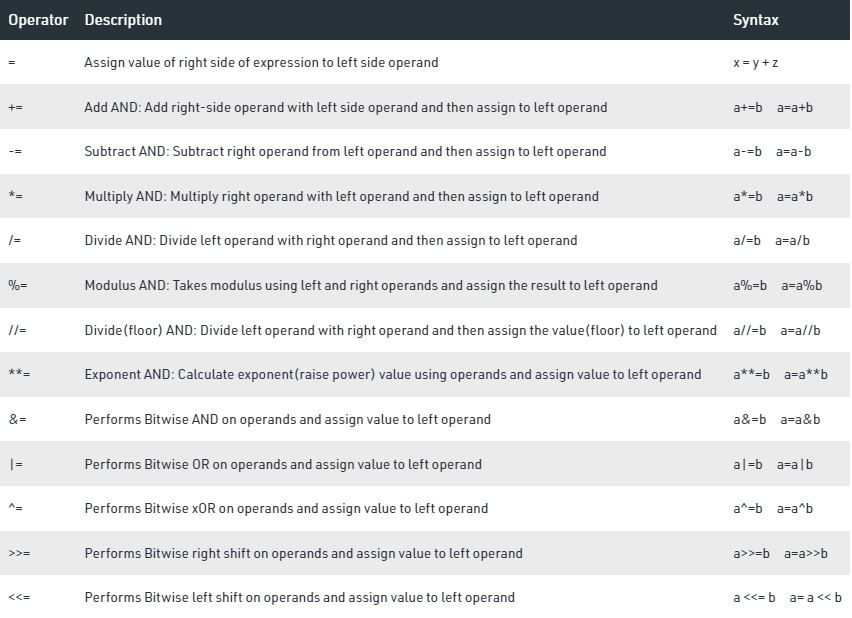 Operator Description Syntax
= Assign value of right side of expression to left side operand x = y + z
+= Add AND: Add right-side operand with left side operand and then assign to left operand a+=b a=a+b
-= Subtract AND: Subtract right operand from left operand and then assign to left operand a-=b a=a-b
*= Multiply AND: Multiply right operand with left operand and then assign to left operand a*=b a=a*b
/= Divide AND: Divide left operand with right operand and then assign to left operand a/=b a=a/b
%= Modulus AND: Takes modulus using left and right operands and assign the result to left operand a%=b a=a%b
//= Divide(floor) AND: Divide left operand with right operand and then assign the value(floor) to left operand a//=b a=a//b
**= Exponent AND: Calculate exponent(raise power) value using operands and assign value to left operand a**=b a=a**b
&= Performs Bitwise AND on operands and assign value to left operand a&=b a=a&b
|= Performs Bitwise OR on operands and assign value to left operand a|=b a=a|b
^= Performs Bitwise xOR on operands and assign value to left operand a^=b a=a^b
>>= Performs Bitwise right shift on operands and assign value to left operand a>>=b a=a>>b
<<= Performs Bitwise left shift on operands and assign value to left operand a <<= b a= a << b